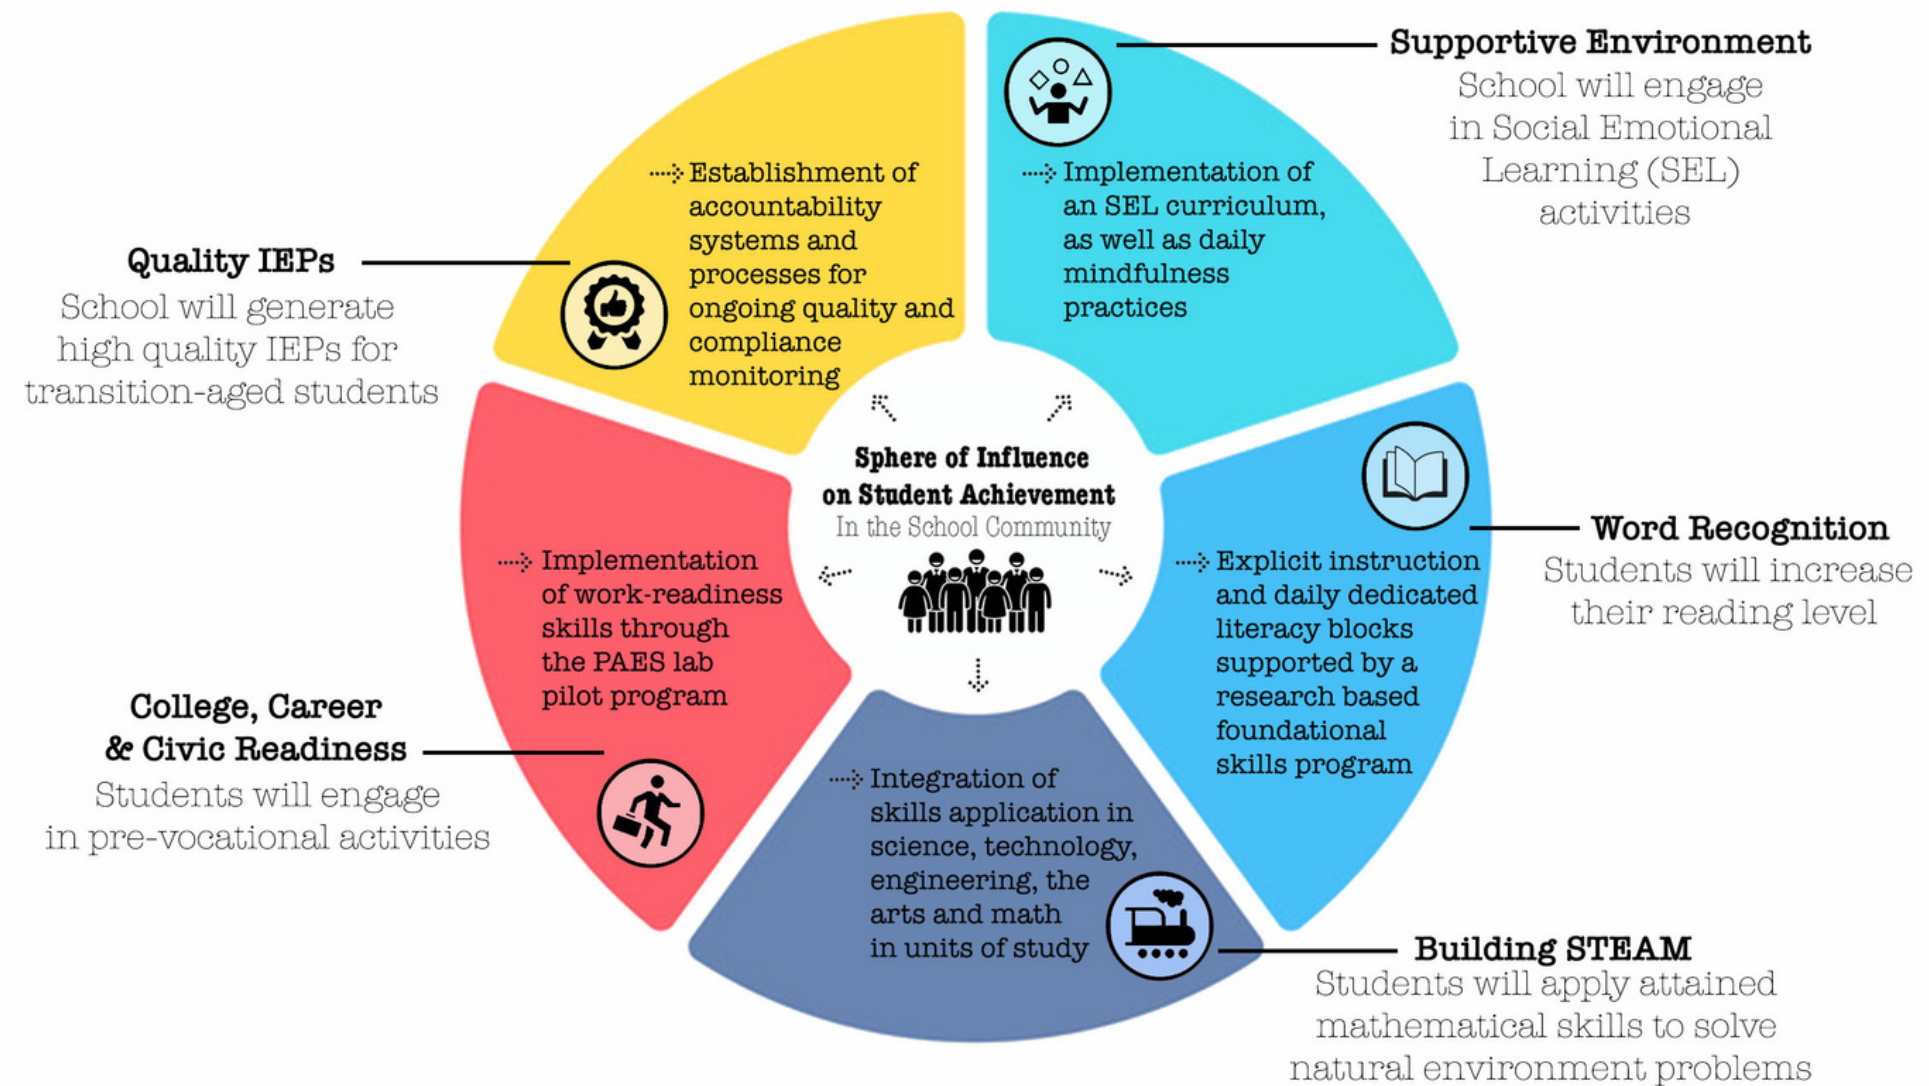 Supportive Environment
School will engage
in Social Emotional
Learning (SEL)
activities
Implementation of
an SEL curriculum,
as well as daily
mindfulness
practices
Establishment of
accountability
systems and
processes for
ongoing quality and
compliance
monitoring
Quality IEPs
School will generate
high quality IEPs for
transition-aged students
Sphere of Influence
on Student Achievement
In the School Community
Word Recognition
Students will increase
their reading level
Explicit instruction
and daily dedicated
literacy blocks
supported by a
research based
foundational
skills program
Implementation
of work-readiness
skills through
the PAES lab
pilot program
College, Career
& Civic Readiness
Students will engage
in pre-vocational activities
Integration of
skills application in
science, technology,
engineering, the
arts and math
in units of study
Building STEAM
Students will apply attained
mathematical skills to solve
natural environment problems